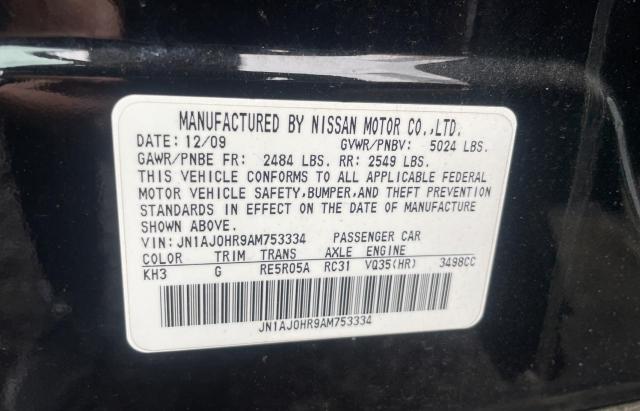 MANUFACTURED BY NISSAN MOTOR CO.,LTD.
DATE: 12/09 GVWR/PNBV: 5024 LBS.
GAWR/PNBE FR: 2484 LBS. RR: 2549 LBS.
THIS VEHICLE CONFORMS TO ALL APPLICABLE FEDERAL
MOTOR VEHICLE SAFETY,BUMPER,AND THEFT PREVENTION
STANDARDS IN EFFECT ON THE DATE OF MANUFACTURE
SHOWN ABOVE.
VIN: JN1AJ0HR9AM753334 PASSENGER CAR
COLOR TRIM TRANS AXLE ENGINE
KH3 G RE5R05A RC31 VQ35(HR) 3498CC
JN1AJ0HR9AM753334